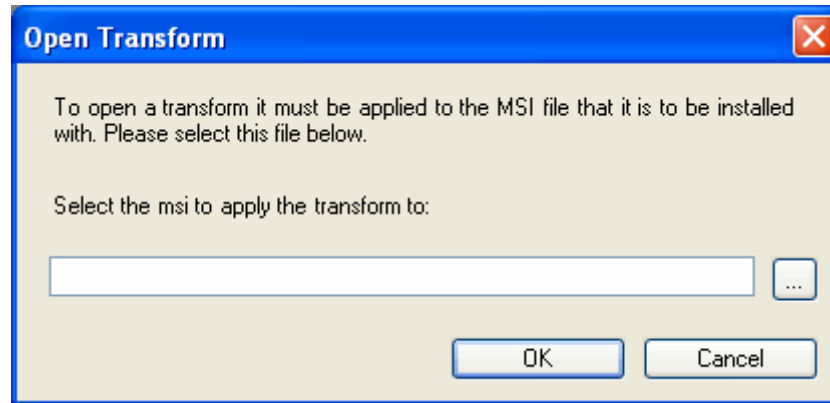 Open Transform
To open a transform it must be applied to the MSI file that it is to be installed
with. Please select this file below.
Select the msi to apply the transform to:
...
OK
Cancel